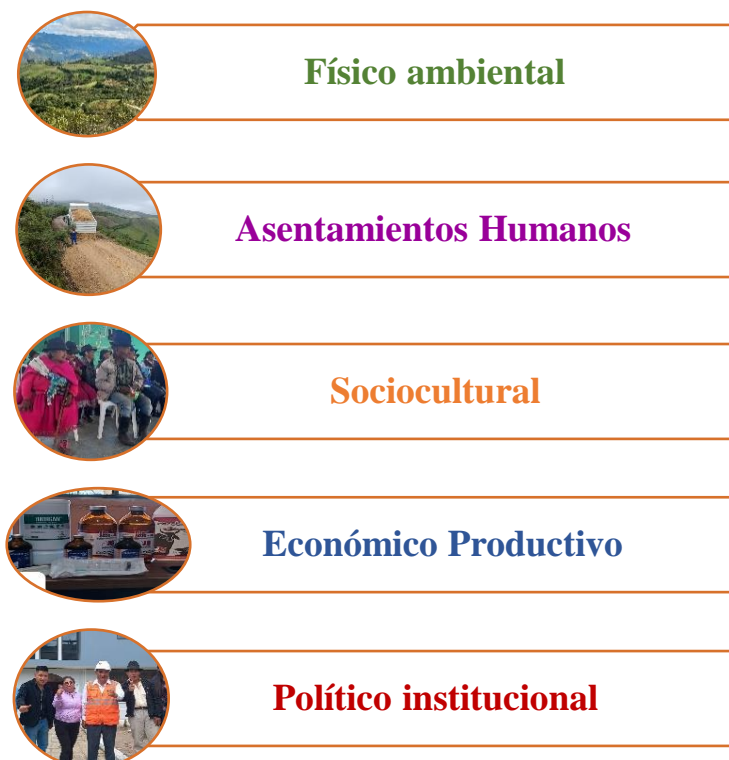 Físico ambiental
Asentamientos Humanos
Sociocultural
Económico Productivo
Político institucional